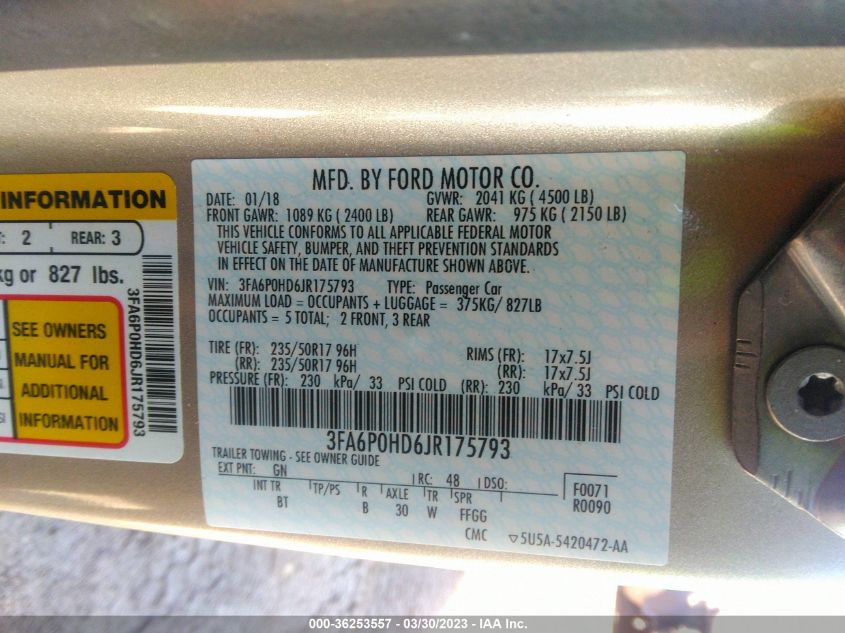 INFORMATION
2 REAR: 3
kg or 827 lbs.
SEE OWNERS
MANUAL FOR
ADDITIONAL
INFORMATION
3FA6P0HD6JR175793
MFD. BY FORD MOTOR CO.
DATE: 01/18 GVWR: 2041 KG ( 4500 LB)
FRONT GAWR: 1089 KG ( 2400 LB) REAR GAWR: 975 KG ( 2150 LB)
THIS VEHICLE CONFORMS TO ALL APPLICABLE FEDERAL MOTOR
VEHICLE SAFETY, BUMPER, AND THEFT PREVENTION STANDARDS
IN EFFECT ON THE DATE OF MANUFACTURE SHOWN ABOVE.
VIN: 3FA6P0HD6JR175793 TYPE: Passenger Car
MAXIMUM LOAD = OCCUPANTS + LUGGAGE = 375KG/ 827LB
OCCUPANTS = 5 TOTAL; 2 FRONT, 3 REAR
TIRE (FR): 235/50R17 96H RIMS (FR): 17x7.5J
(RR): 235/50R17 96H (RR): 17x7.5J
PRESSURE (FR): 230 kPa/ 33 PSI COLD (RR): 230 kPa/ 33 PSI COLD
3FA6P0HD6JR175793
TRAILER TOWING - SEE OWNER GUIDE
EXT PNT: GN RC: 48 DSO:
INT TR TP/PS R AXLE TR SPR F0071
BT B 30 W FFGG R0090
CMC 5U5A-5420472-AA
000-36253557 - 03/30/2023 - IAA Inc.